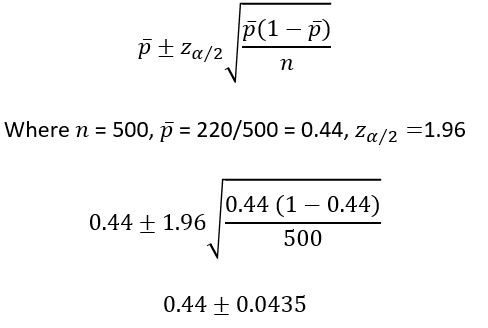 p̄ ± z_{α/2} √(p̄(1 − p̄)/n)
Where n = 500, p̄ = 220/500 = 0.44, z_{α/2} =1.96
0.44 ± 1.96 √(0.44 (1 − 0.44)/500)
0.44 ± 0.0435